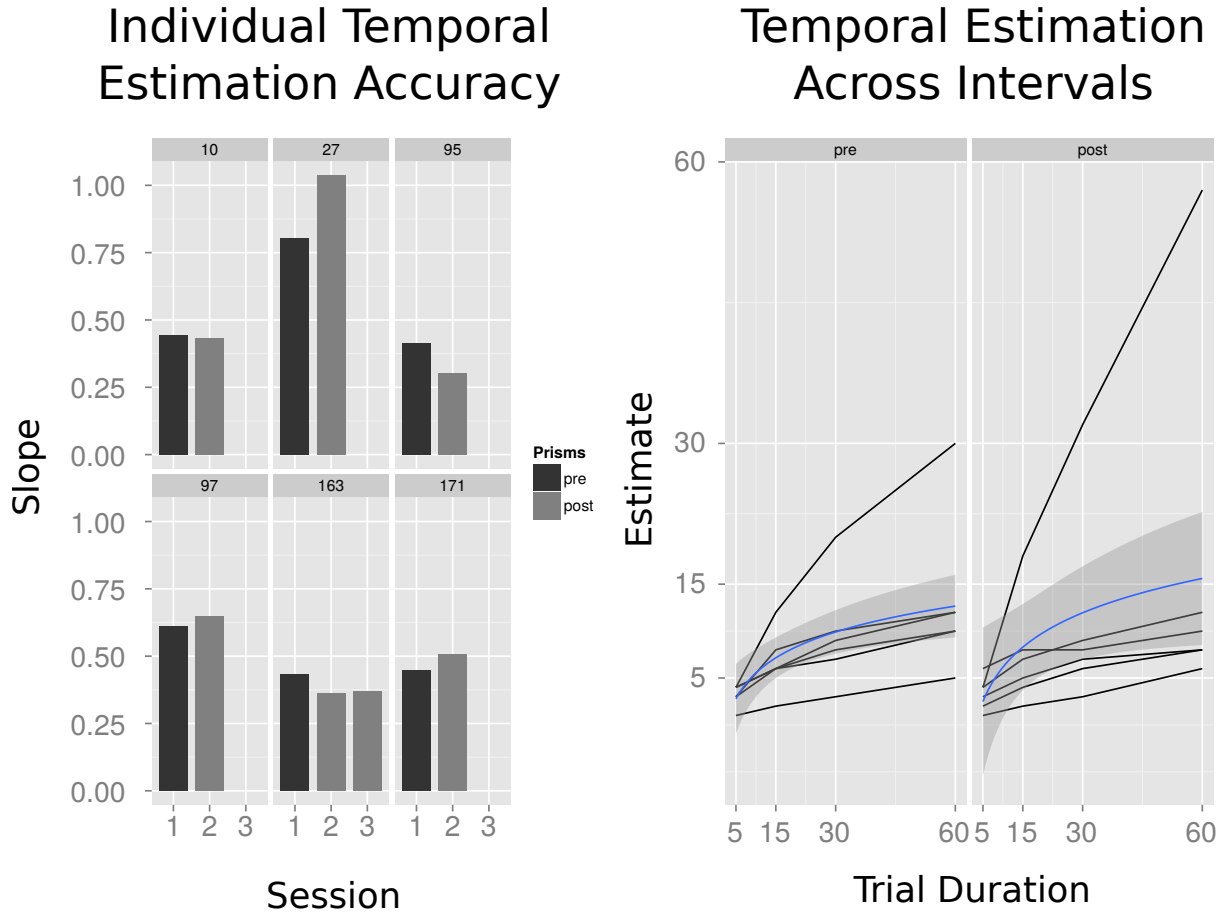 Individual Temporal
Estimation Accuracy
10 27 95
1.00
0.75
0.50
0.25
0.00
97 163 171
1.00
0.75
0.50
0.25
0.00
1 2 3 1 2 3 1 2 3
Slope
Session
Prisms
pre
post
Temporal Estimation
Across Intervals
pre post
60
30
15
5
5 15 30 60 5 15 30 60
Estimate
Trial Duration